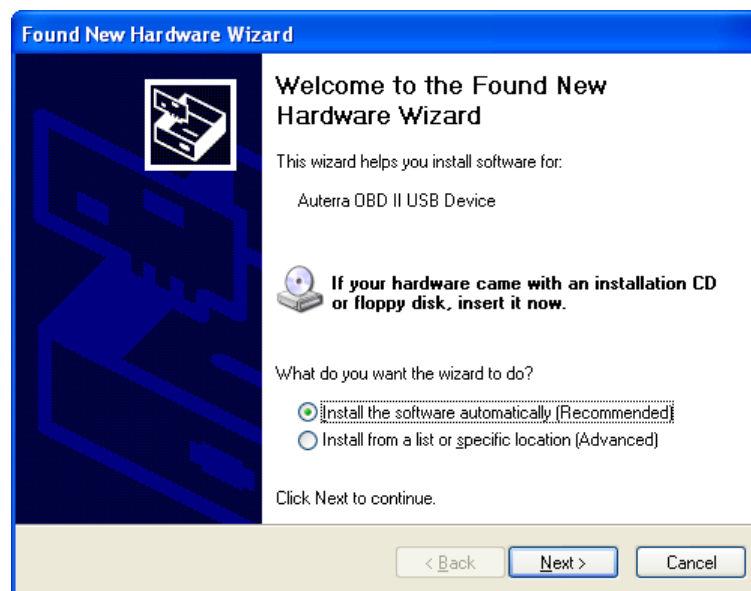 Found New Hardware Wizard
Welcome to the Found New
Hardware Wizard
This wizard helps you install software for:
Auterra OBD II USB Device
If your hardware came with an installation CD
or floppy disk, insert it now.
What do you want the wizard to do?
Install the software automatically (Recommended)
Install from a list or specific location (Advanced)
Click Next to continue.
< Back Next > Cancel